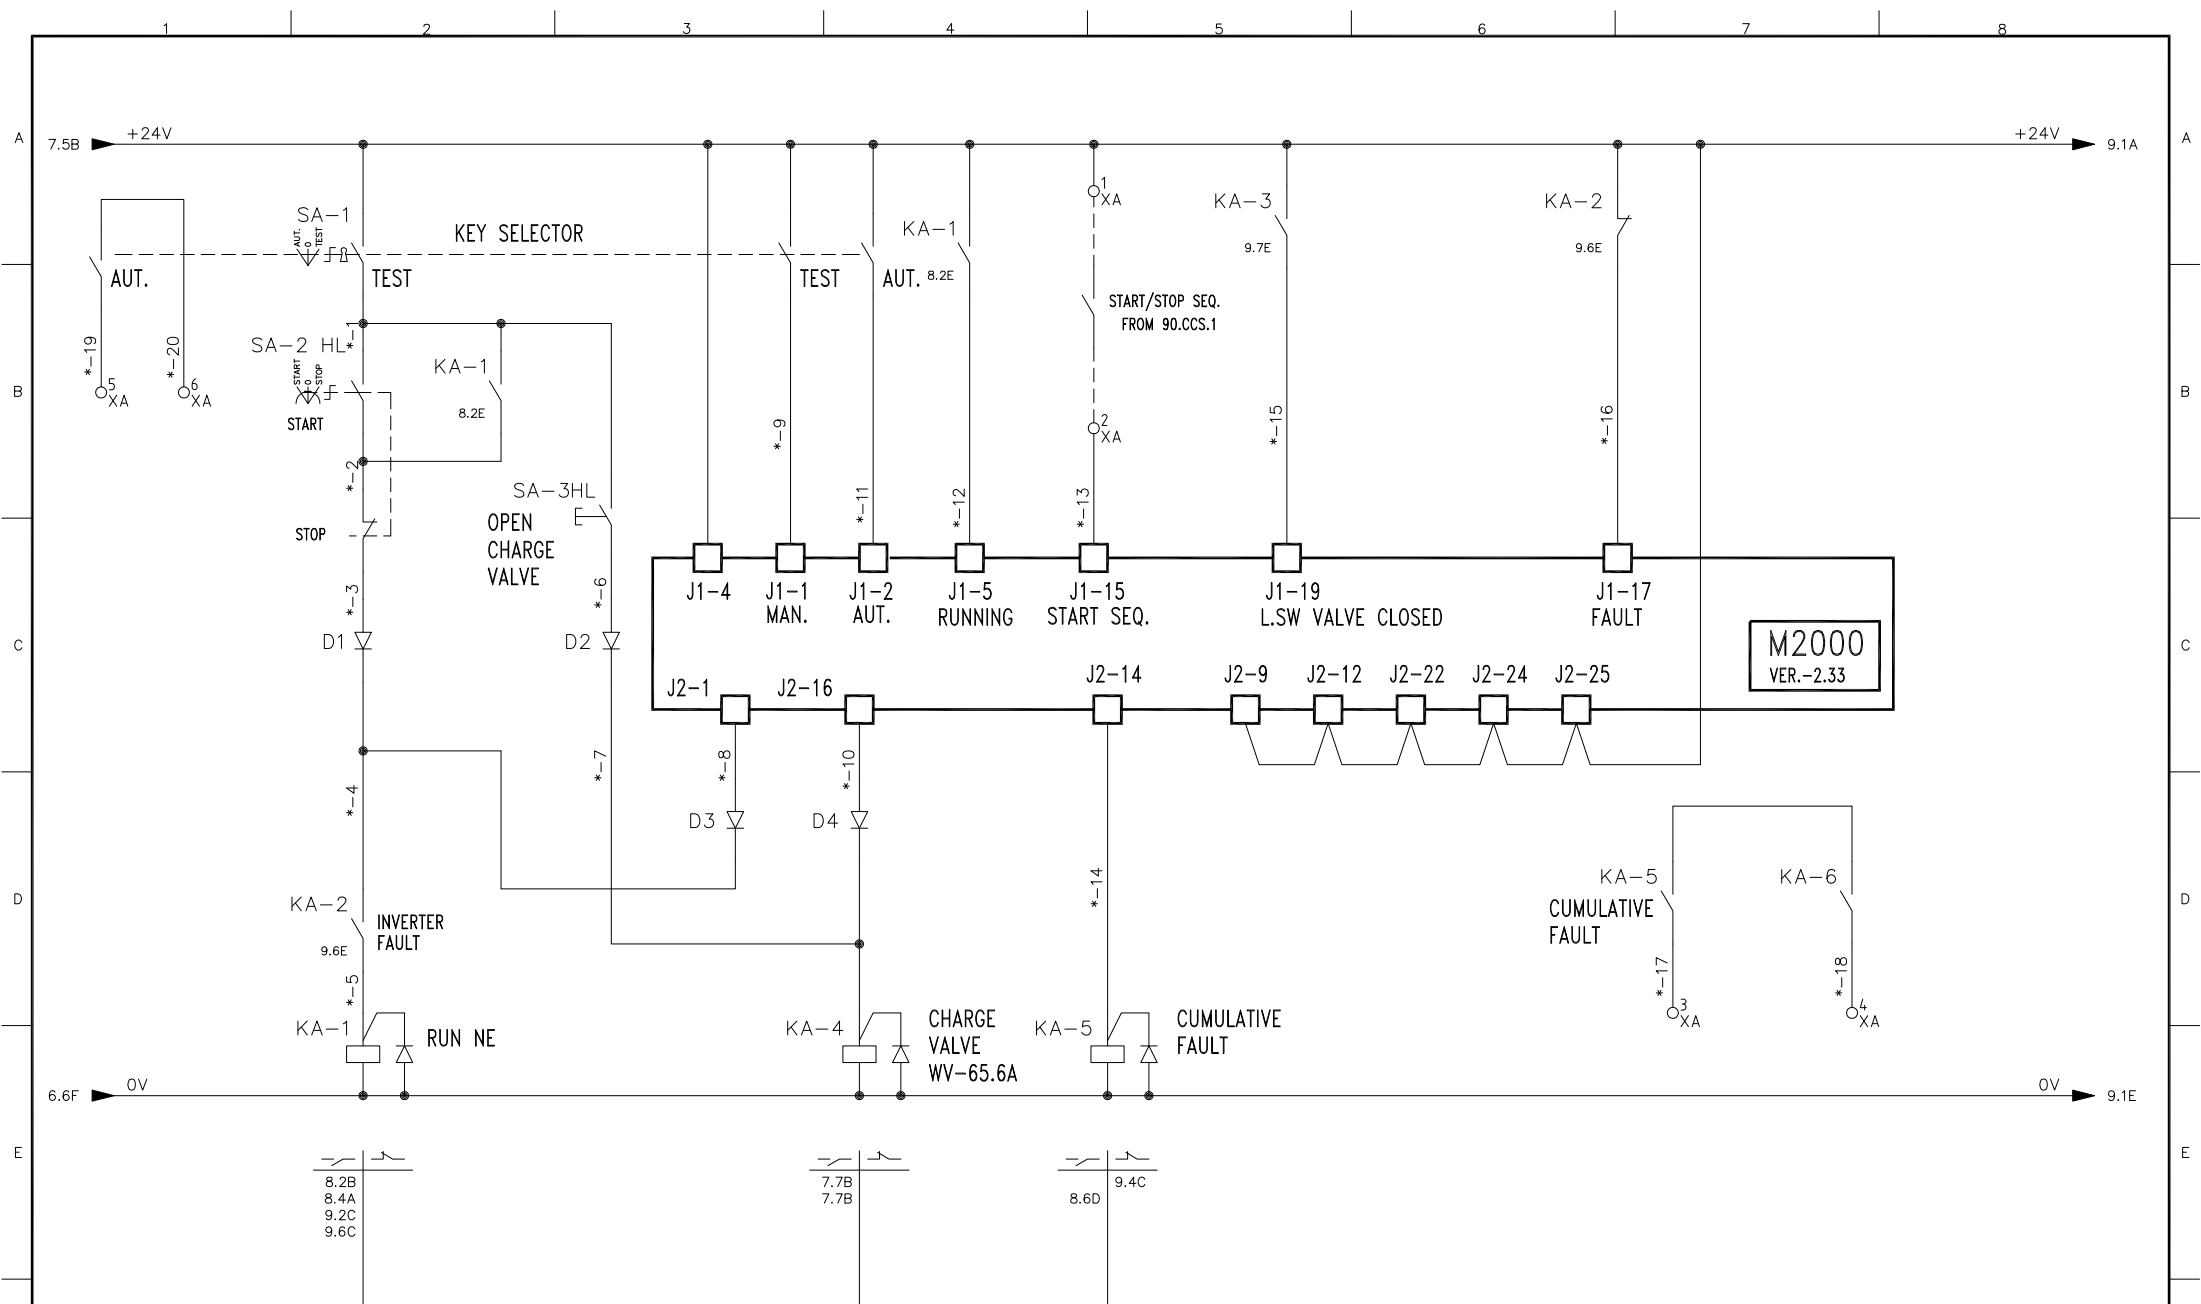 1 2 3 4 5 6 7 8
A 7.5B +24V +24V 9.1A A
1
XA
SA-1
AUT.
0
TEST
KEY SELECTOR
KA-1
8.2E
KA-3
9.7E
KA-2
9.6E
AUT.
TEST
TEST
AUT.
START/STOP SEQ.
FROM 90.CCS.1
*-1
SA-2 HL
START
0
STOP
START
KA-1
8.2E
*-19
*-20
5
XA
6
XA
B
B
*-9
*-11
*-12
2
XA
*-13
*-15
*-16
*-2
STOP
SA-3HL
OPEN
CHARGE
VALVE
*-3
*-6
D1
D2
J1-4
J1-1
MAN.
J1-2
AUT.
J1-5
RUNNING
J1-15
START SEQ.
J1-19
L.SW VALVE CLOSED
J1-17
FAULT
M2000
VER.-2.33
C
C
J2-1
J2-16
J2-14
J2-9
J2-12
J2-22
J2-24
J2-25
*-4
*-7
*-8
*-10
D3
D4
*-14
D
D
KA-2
9.6E
INVERTER
FAULT
*-5
KA-5
CUMULATIVE
FAULT
KA-6
*-17
*-18
3
XA
4
XA
KA-1
RUN NE
KA-4
CHARGE
VALVE
WV-65.6A
KA-5
CUMULATIVE
FAULT
6.6F 0V 0V 9.1E
E
E
8.2B
8.4A
9.2C
9.6C
7.7B
7.7B
8.6D
9.4C